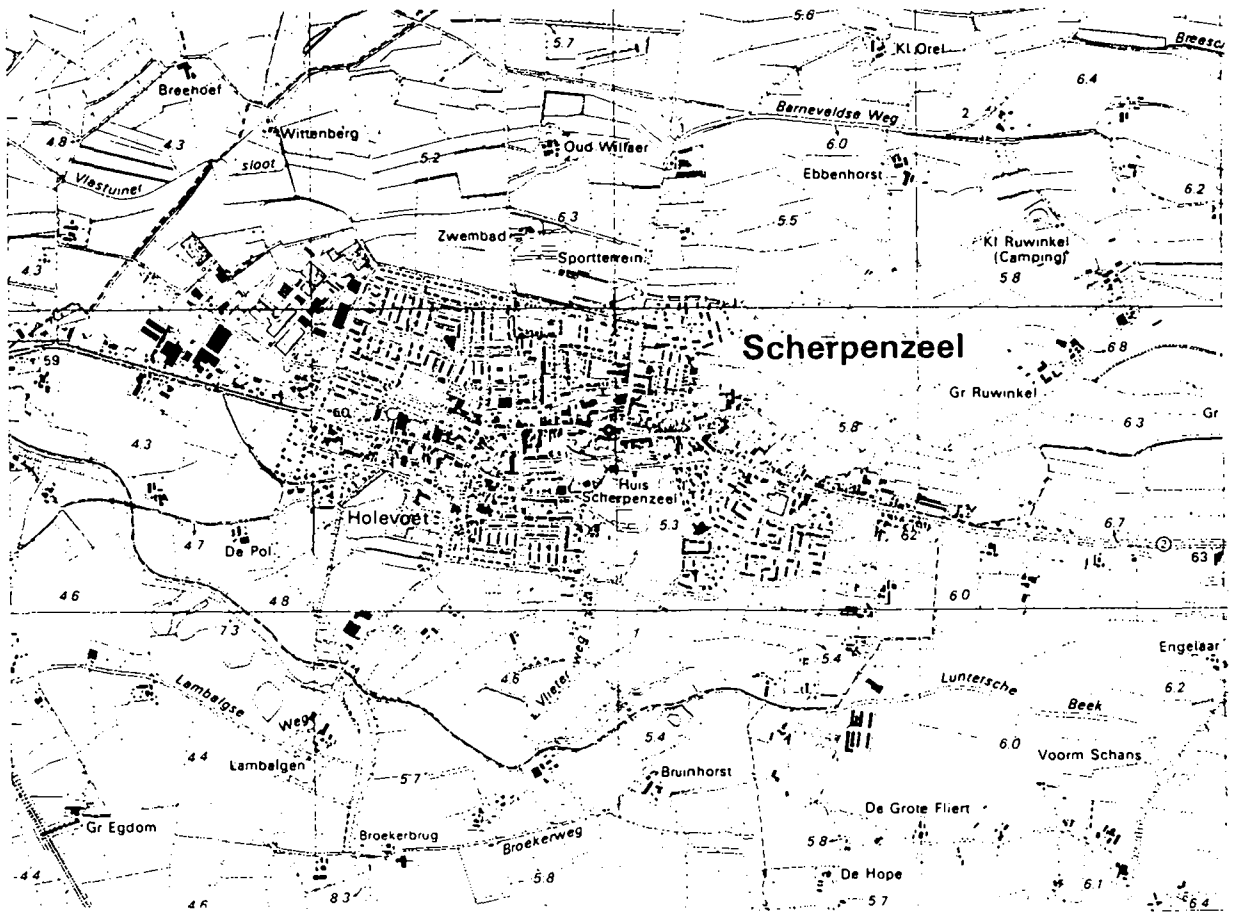 5.6
5.7
Kl Orel
Breehoef
6.4
Barneveldse Weg
2
4.8
4.3
Wittenberg
sloot
5.2
Oud Willaer
6.0
Ebbenhorst
Vlastuinel
6.2
6.3
5.5
Zwembad
Sportterrein
Kl Ruwinkel
(Camping)
4.3
5.8
Scherpenzeel
59
6.8
Gr Ruwinkel
60
5.8
6.3
Gr
4.3
Huis
Scherpenzeel
Holevoet
5.3
4.7
De Pol
62
6.7
2
63
4.6
4.8
6.0
7.3
5.4
Engelaar
4.6
Vlieter weg
Luntersche
Beek
6.2
Lambalgse
Weg
5.4
6.0
4.4
Lambalgen
5.7
Bruinhorst
Voorm Schans
De Grote Fliert
Gr Egdom
Broekerbrug
Broekerweg
5.8
4.4
5.8
De Hope
6.1
4.6
8.3
5.7
6.4